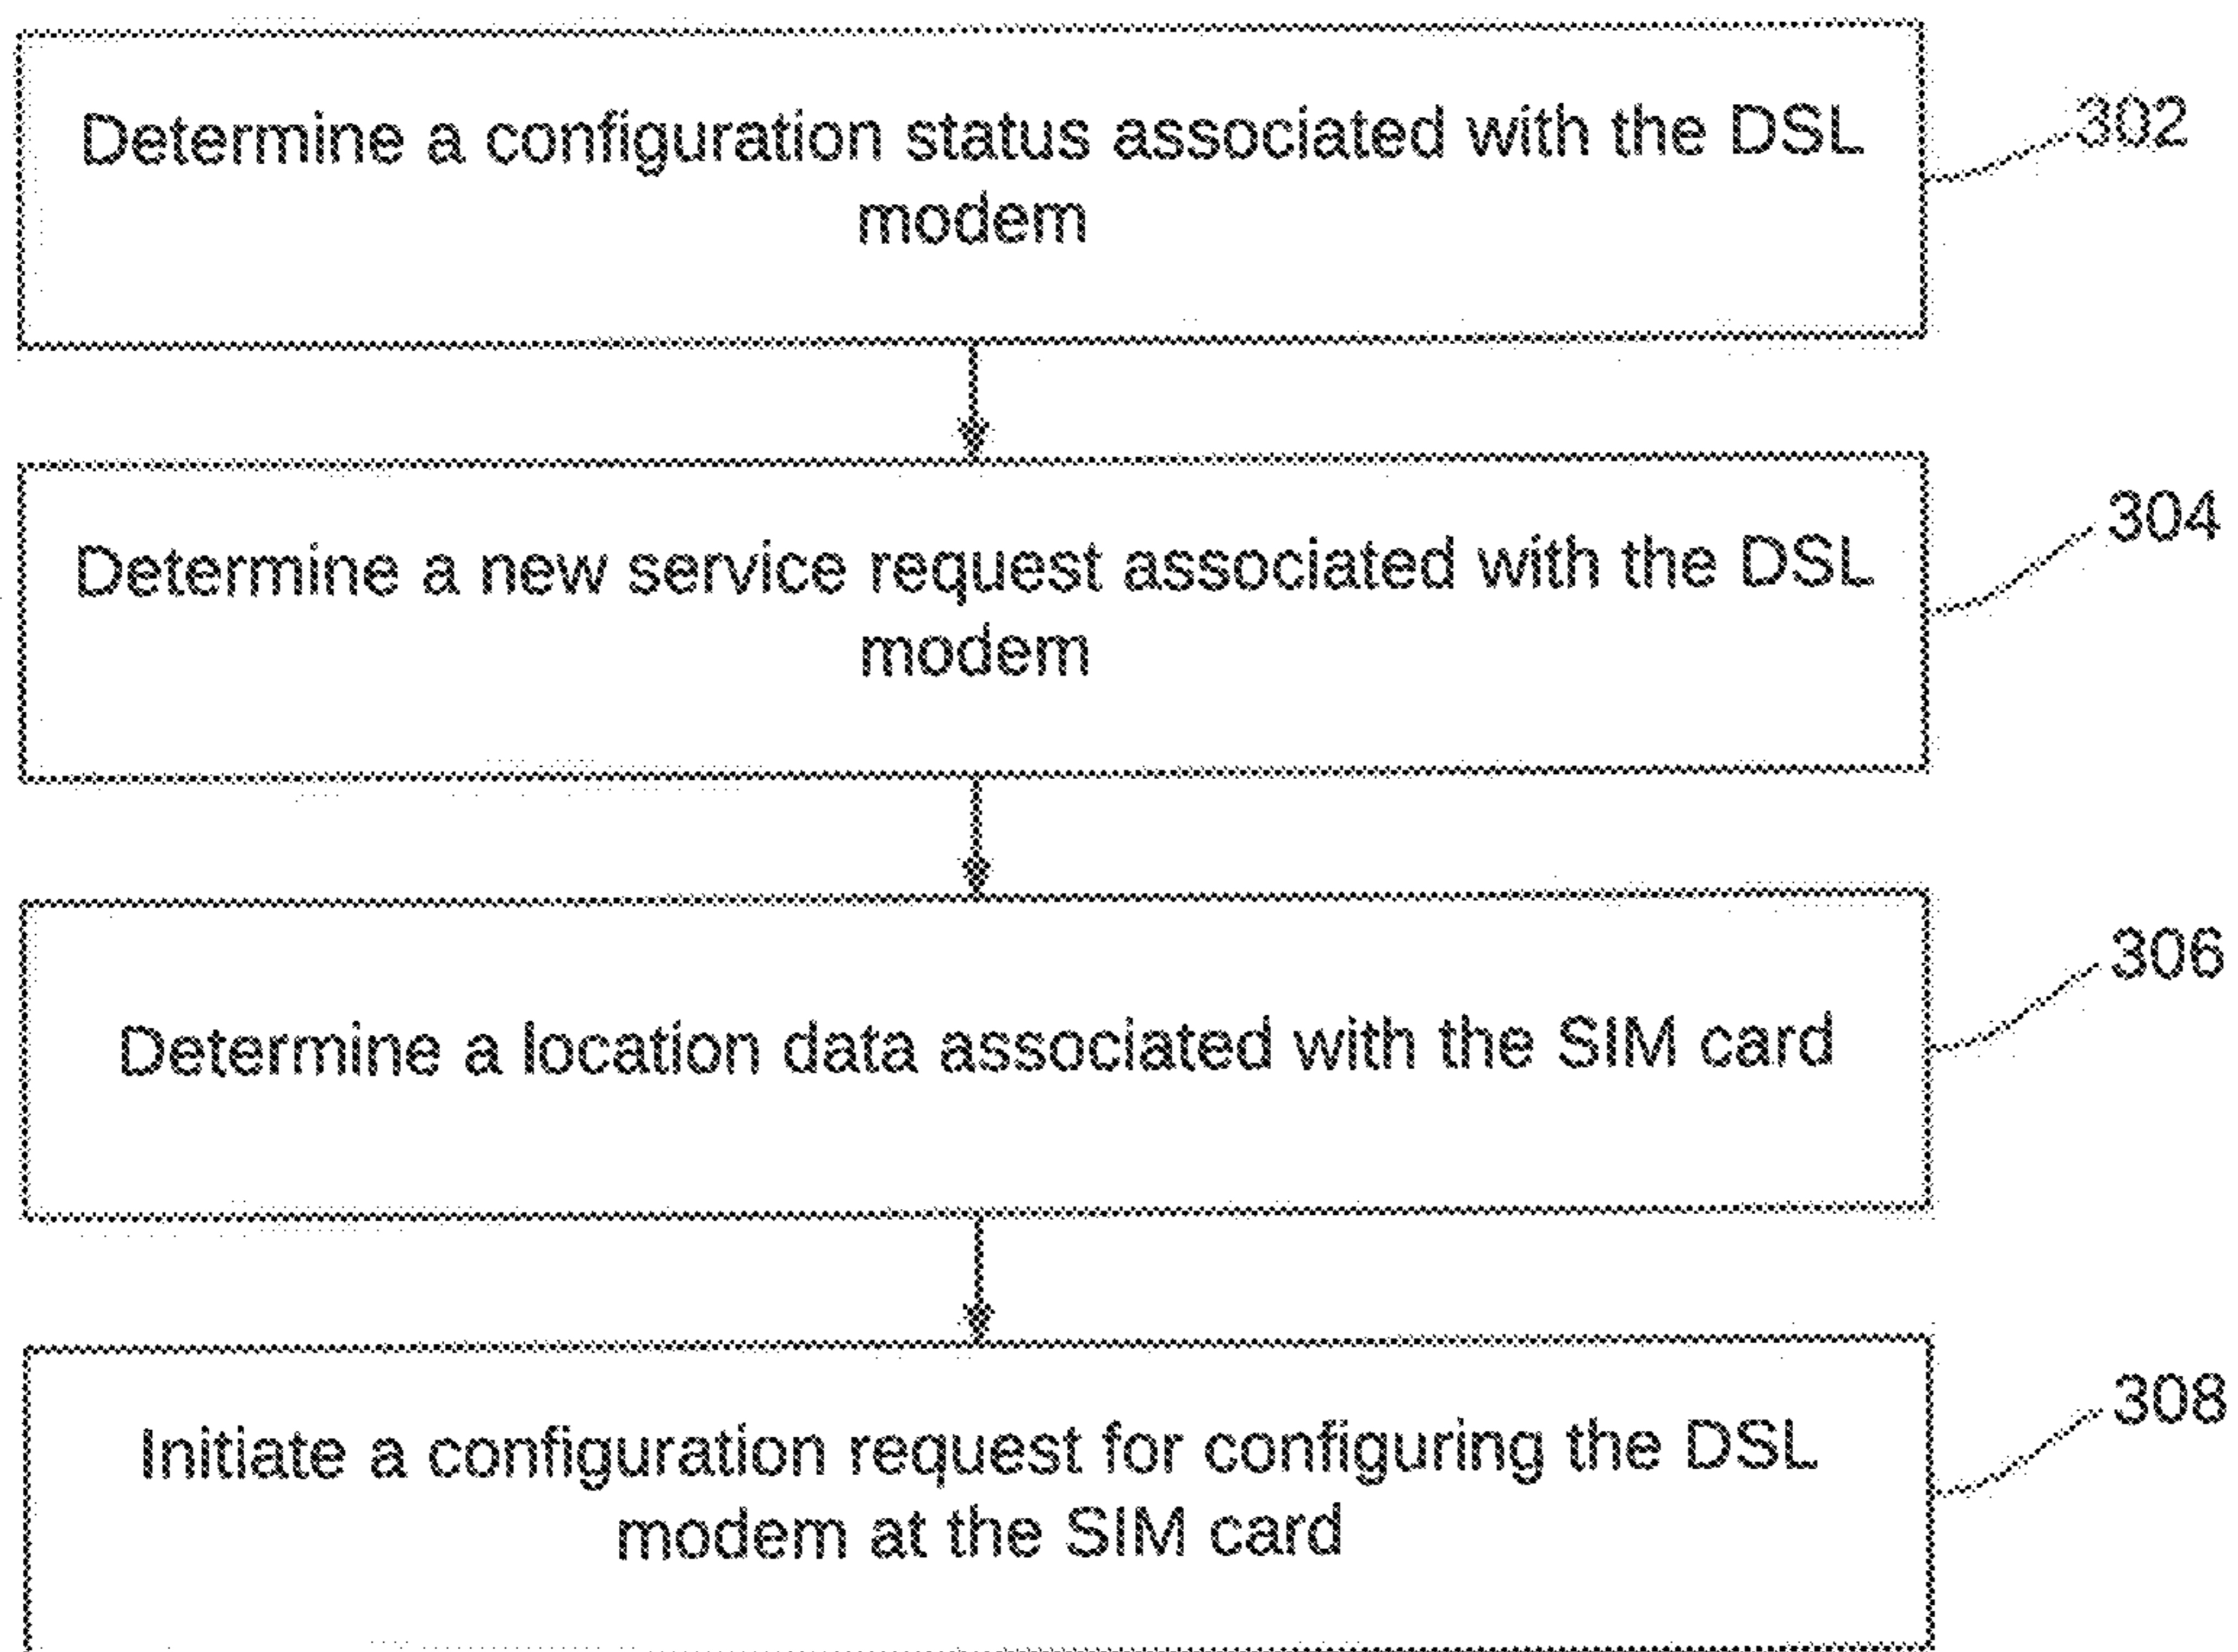 Determine a configuration status associated with the DSL
modem
302
Determine a new service request associated with the DSL
modem
304
Determine a location data associated with the SIM card
306
Initiate a configuration request for configuring the DSL
modem at the SIM card
308